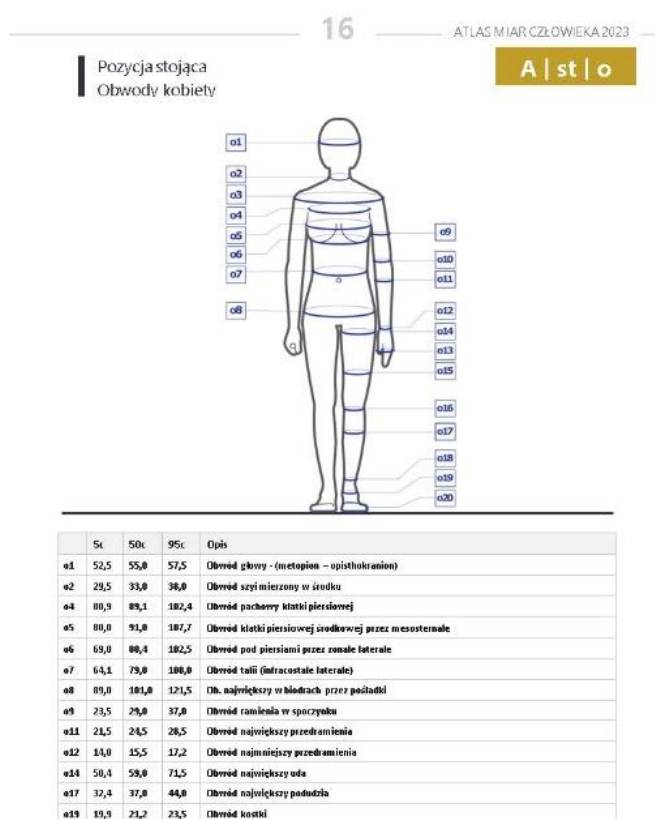 16
ATLAS MIAR CZŁOWIEKA 2023
Pozycja stojąca
Obwody kobiety
A | st | o
o1
o2
o3
o4
o5
o6
o7
o8
o9
o10
o11
o12
o14
o13
o15
o16
o17
o18
o19
o20
5c 50c 95c Opis
o1 52,5 55,0 57,5 Obwód głowy - (metopion – opisthokranion)
o2 29,5 33,0 38,0 Obwód szyi mierzony w środku
o4 80,9 89,1 102,4 Obwód pachowy klatki piersiowej
o5 80,0 91,0 107,7 Obwód klatki piersiowej środkowej przez mesosternale
o6 69,0 80,4 102,5 Obwód pod piersiami przez zonale laterale
o7 64,1 79,0 100,0 Obwód talii (infracostale laterale)
o8 89,0 101,0 121,5 Ob. największy w biodrach przez pośladki
o9 23,5 29,0 37,0 Obwód ramienia w spoczynku
o11 21,5 24,5 28,5 Obwód największy przedramienia
o12 14,0 15,5 17,2 Obwód najmniejszy przedramienia
o14 50,4 59,0 71,5 Obwód największy uda
o17 32,4 37,0 44,0 Obwód największy podudzia
o19 19,9 21,2 23,5 Obwód kostki